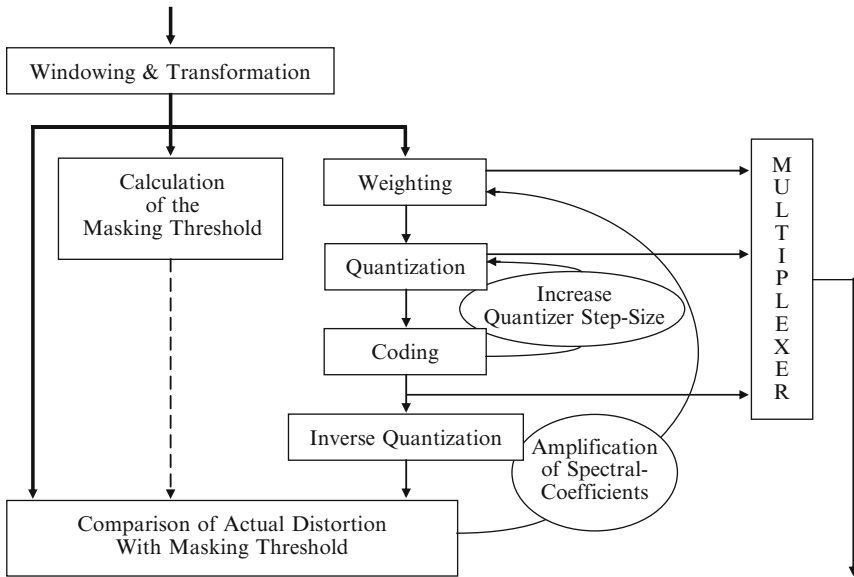 Windowing & Transformation
Calculation
of the
Masking Threshold
Weighting
Quantization
Increase
Quantizer Step-Size
Coding
Inverse Quantization
Amplification
of Spectral-
Coefficients
Comparison of Actual Distortion
With Masking Threshold
M
U
L
T
I
P
L
E
X
E
R